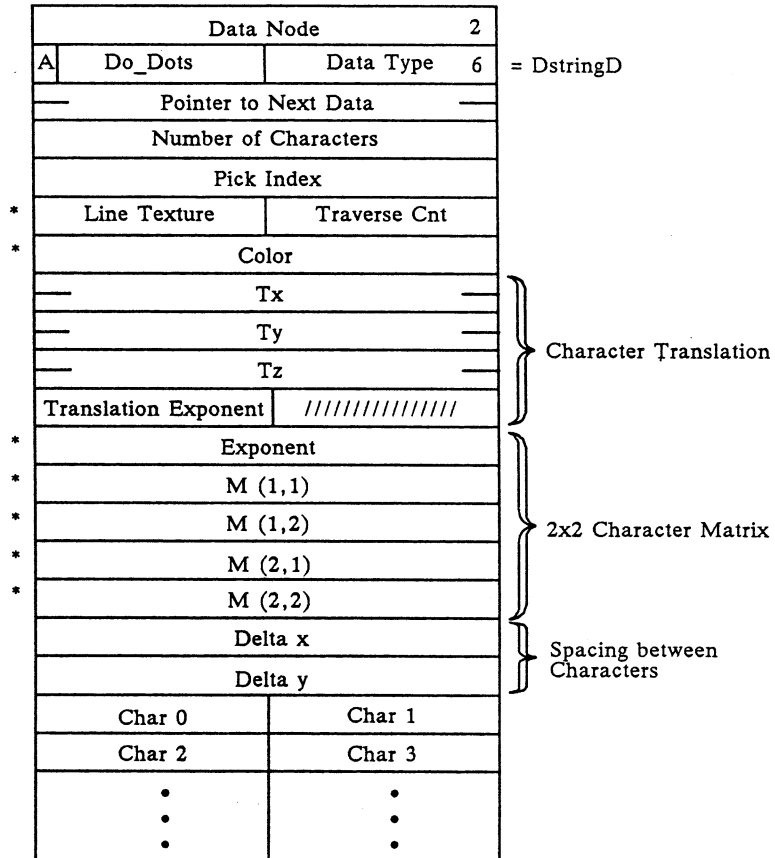 Data Node 2
A Do_Dots Data Type 6 = DstringD
Pointer to Next Data
Number of Characters
Pick Index
* Line Texture Traverse Cnt
* Color
Tx
Ty
Tz
Character Translation
Translation Exponent ////////////////
* Exponent
* M (1,1)
* M (1,2)
2x2 Character Matrix
* M (2,1)
* M (2,2)
Delta x
Spacing between
Characters
Delta y
Char 0 Char 1
Char 2 Char 3